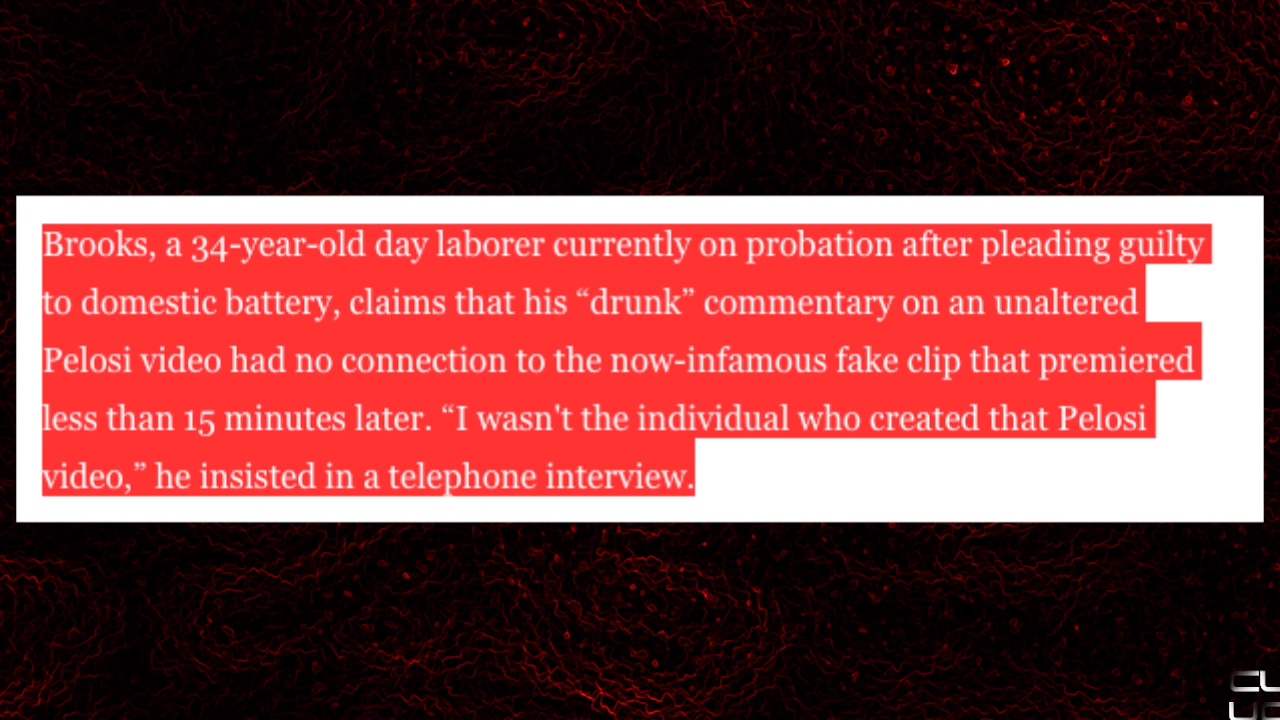 Brooks, a 34-year-old day laborer currently on probation after pleading guilty
to domestic battery, claims that his “drunk” commentary on an unaltered
Pelosi video had no connection to the now-infamous fake clip that premiered
less than 15 minutes later. “I wasn't the individual who created that Pelosi
video,” he insisted in a telephone interview.